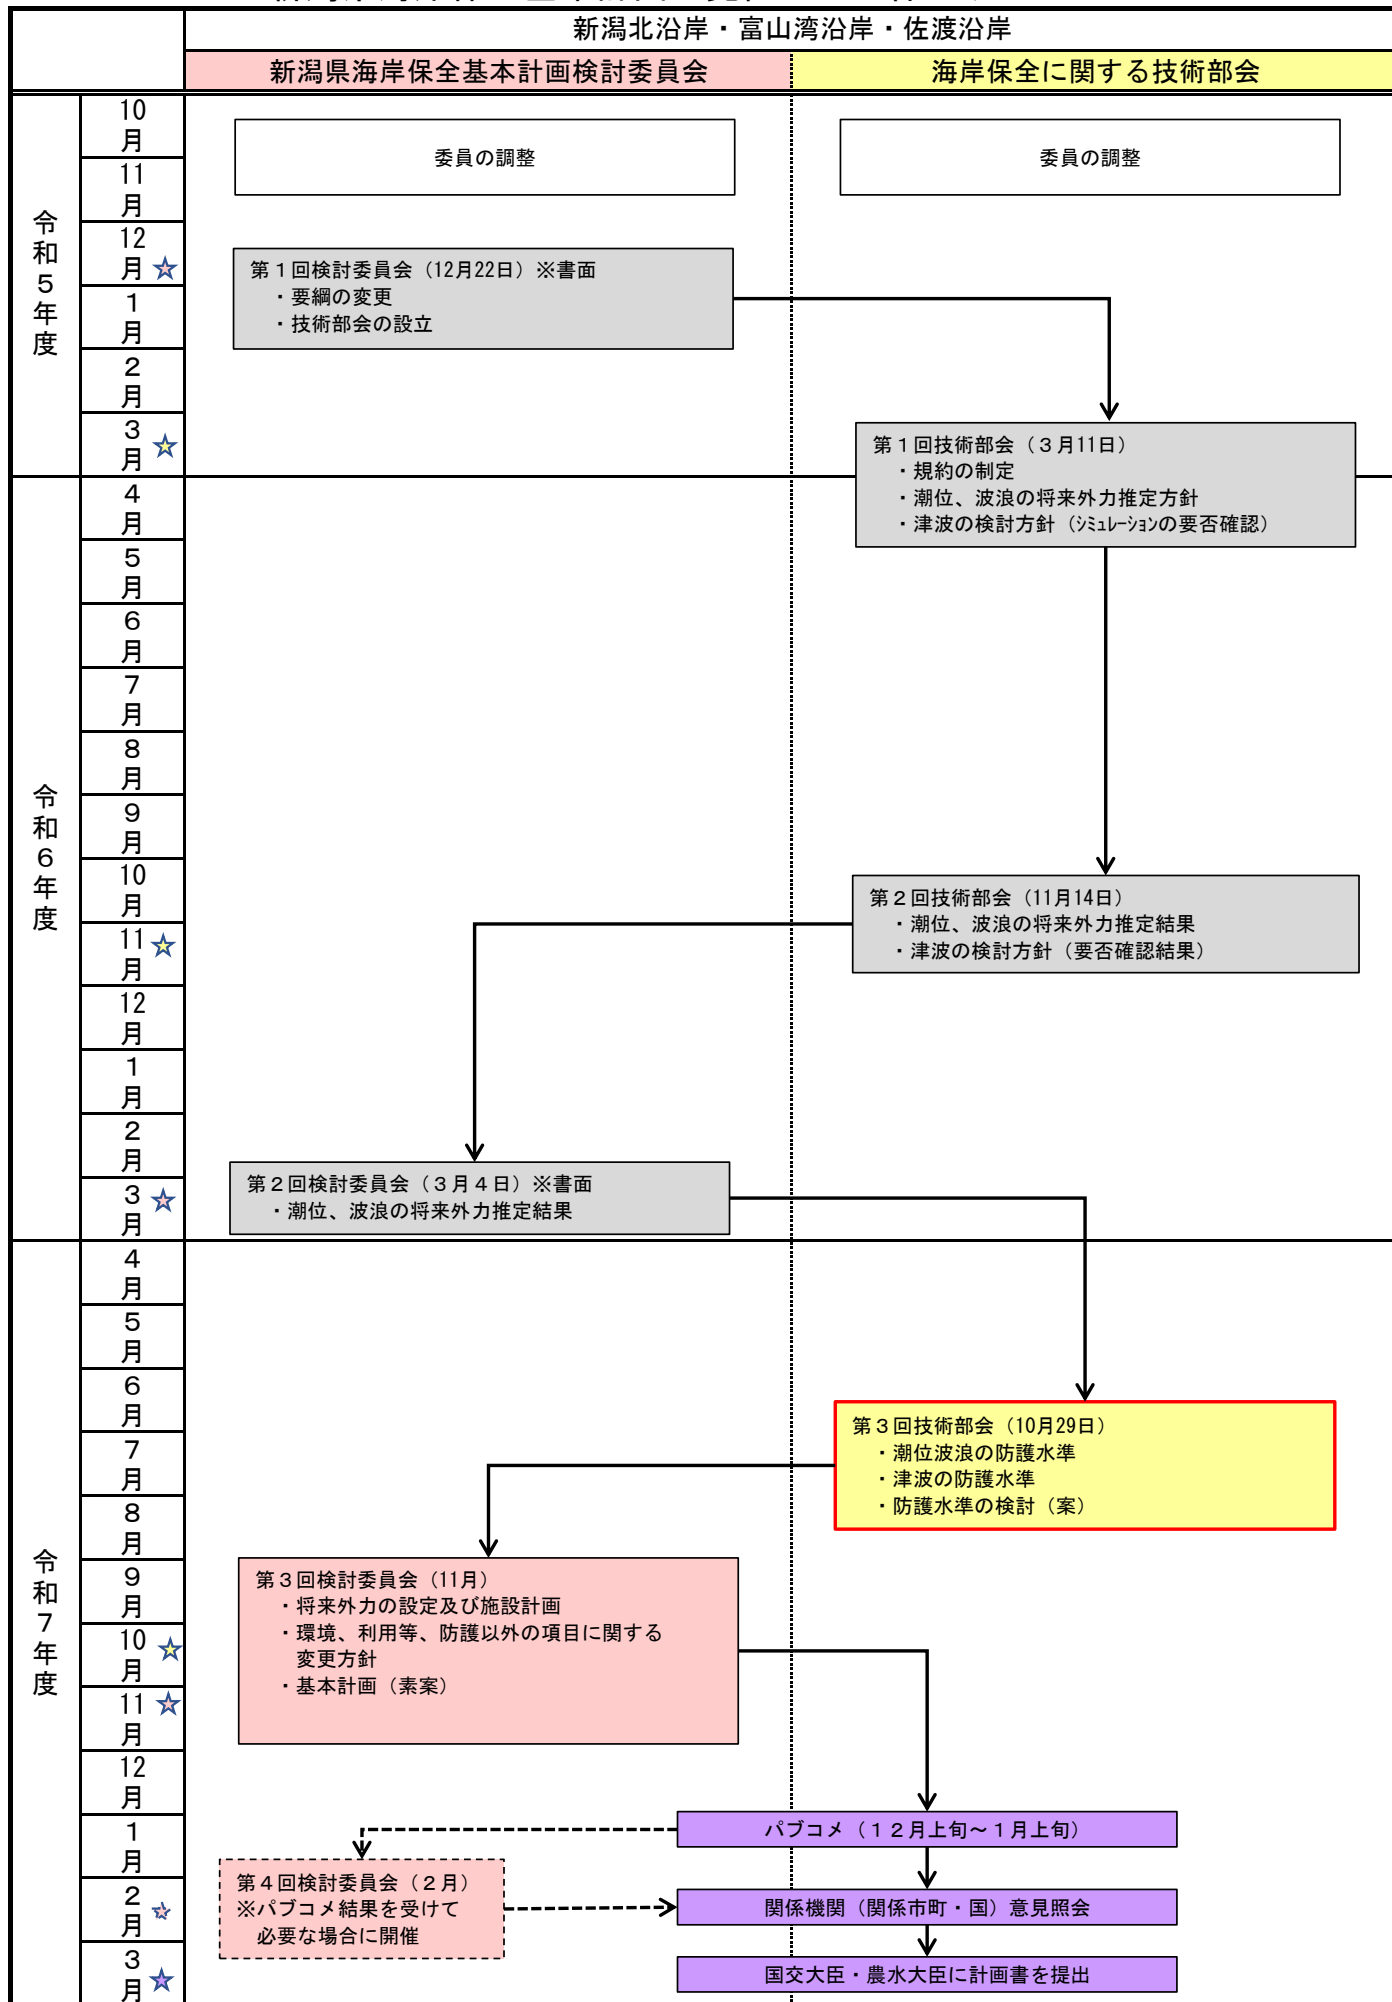 新潟北沿岸・富山湾沿岸・佐渡沿岸
新潟県海岸保全基本計画検討委員会
海岸保全に関する技術部会
令和5年度
10月
11月
12月
1月
2月
3月
委員の調整
委員の調整
第1回検討委員会（12月22日）※書面
・要綱の変更
・技術部会の設立
第1回技術部会（3月11日）
・規約の制定
・潮位、波浪の将来外力推定方針
・津波の検討方針（ｼﾐｭﾚｰｼｮﾝの要否確認）
令和6年度
4月
5月
6月
7月
8月
9月
10月
11月
12月
1月
2月
3月
第2回技術部会（11月14日）
・潮位、波浪の将来外力推定結果
・津波の検討方針（要否確認結果）
第2回検討委員会（3月4日）※書面
・潮位、波浪の将来外力推定結果
令和7年度
4月
5月
6月
7月
8月
9月
10月
11月
12月
1月
2月
3月
第3回技術部会（10月29日）
・潮位波浪の防護水準
・津波の防護水準
・防護水準の検討（案）
第3回検討委員会（11月）
・将来外力の設定及び施設計画
・環境、利用等、防護以外の項目に関する
変更方針
・基本計画（素案）
パブコメ（１２月上旬～１月上旬）
第4回検討委員会（2月）
※パブコメ結果を受けて
必要な場合に開催
関係機関（関係市町・国）意見照会
国交大臣・農水大臣に計画書を提出